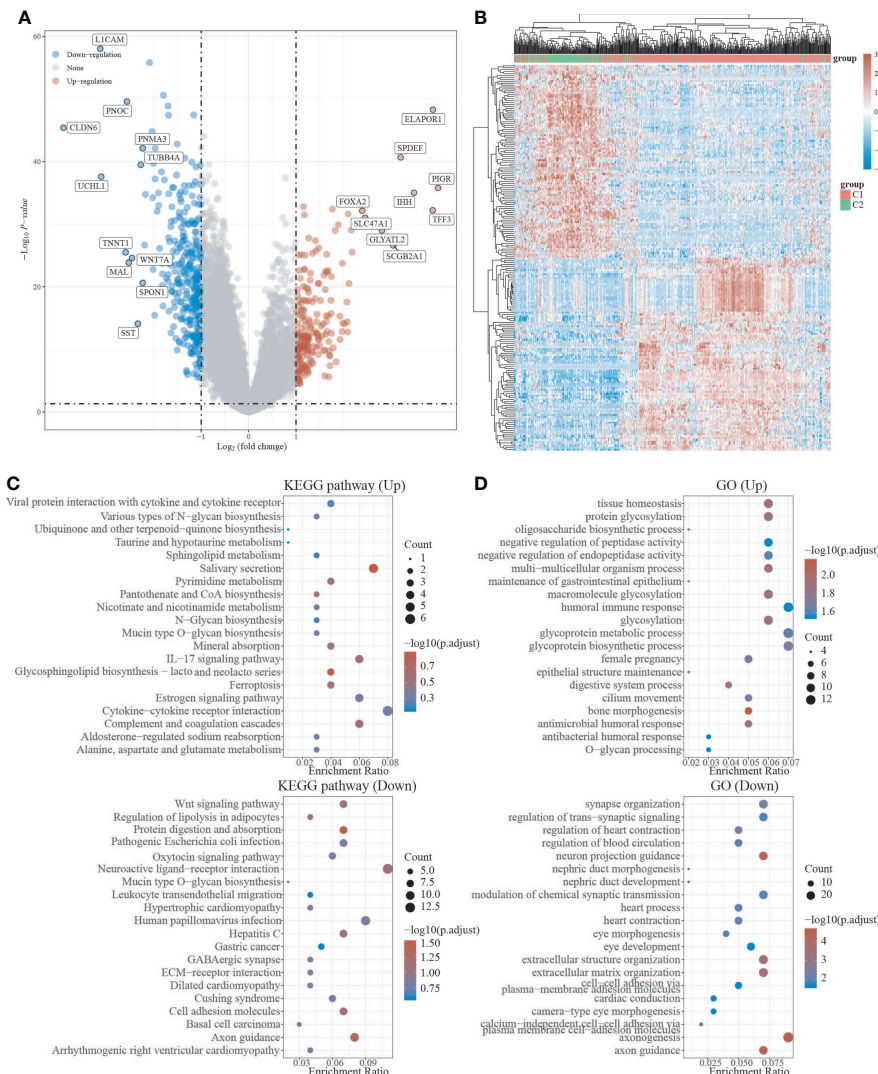 A
60
40
20
0
−Log10 P−value
−1
0
1
Log2 (fold change)
Down−regulation
None
Up−regulation
L1CAM
PNOC
CLDN6
PNMA3
TUBB4A
UCHL1
TNNT1
WNT7A
MAL
SPON1
SST
ELAPOR1
SPDEF
PIGR
FOXA2
IHH
TFF3
SLC47A1
GLYATL2
SCGB2A1
B
group
3
2
1
0
−1
−2
group
C1
C2
C
KEGG pathway (Up)
Viral protein interaction with cytokine and cytokine receptor
Various types of N−glycan biosynthesis
Ubiquinone and other terpenoid−quinone biosynthesis
Taurine and hypotaurine metabolism
Sphingolipid metabolism
Salivary secretion
Pyrimidine metabolism
Pantothenate and CoA biosynthesis
Nicotinate and nicotinamide metabolism
N−Glycan biosynthesis
Mucin type O−glycan biosynthesis
Mineral absorption
IL−17 signaling pathway
Glycosphingolipid biosynthesis − lacto and neolacto series
Ferroptosis
Estrogen signaling pathway
Cytokine−cytokine receptor interaction
Complement and coagulation cascades
Aldosterone−regulated sodium reabsorption
Alanine, aspartate and glutamate metabolism
0.02 0.04 0.06 0.08
Enrichment Ratio
Count
1
2
3
4
5
6
−log10(p.adjust)
0.7
0.5
0.3
KEGG pathway (Down)
Wnt signaling pathway
Regulation of lipolysis in adipocytes
Protein digestion and absorption
Pathogenic Escherichia coli infection
Oxytocin signaling pathway
Neuroactive ligand−receptor interaction
Mucin type O−glycan biosynthesis
Leukocyte transendothelial migration
Hypertrophic cardiomyopathy
Human papillomavirus infection
Hepatitis C
Gastric cancer
GABAergic synapse
ECM−receptor interaction
Dilated cardiomyopathy
Cushing syndrome
Cell adhesion molecules
Basal cell carcinoma
Axon guidance
Arrhythmogenic right ventricular cardiomyopathy
0.03 0.06 0.09
Enrichment Ratio
Count
5.0
7.5
10.0
12.5
−log10(p.adjust)
1.50
1.25
1.00
0.75
D
GO (Up)
tissue homeostasis
protein glycosylation
oligosaccharide biosynthetic process
negative regulation of peptidase activity
negative regulation of endopeptidase activity
multi−multicellular organism process
maintenance of gastrointestinal epithelium
macromolecule glycosylation
humoral immune response
glycosylation
glycoprotein metabolic process
glycoprotein biosynthetic process
female pregnancy
epithelial structure maintenance
digestive system process
cilium movement
bone morphogenesis
antimicrobial humoral response
antibacterial humoral response
O−glycan processing
0.02 0.03 0.04 0.05 0.06 0.07
Enrichment Ratio
−log10(p.adjust)
2.2
2.0
1.8
1.6
Count
4
6
8
10
12
GO (Down)
synapse organization
regulation of trans−synaptic signaling
regulation of heart contraction
regulation of blood circulation
neuron projection guidance
nephric duct morphogenesis
nephric duct development
modulation of chemical synaptic transmission
heart process
heart contraction
eye morphogenesis
eye development
extracellular structure organization
extracellular matrix organization
cell−cell adhesion via
plasma−membrane adhesion molecules
cardiac conduction
camera−type eye morphogenesis
calcium−independent cell−cell adhesion via
plasma membrane cell−adhesion molecules
axonogenesis
axon guidance
0.025 0.050 0.075
Enrichment Ratio
Count
10
20
−log10(p.adjust)
4
3
2